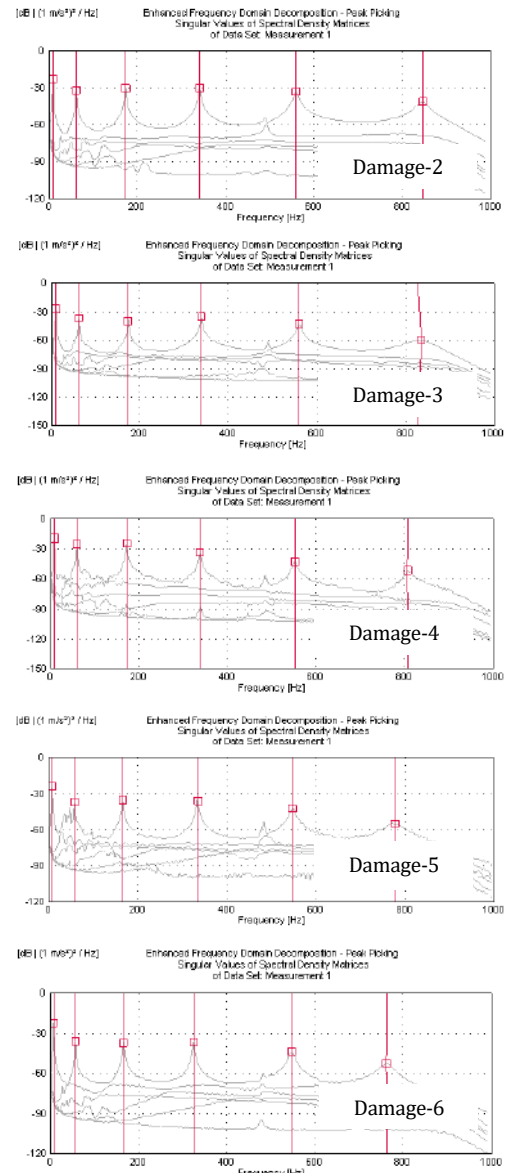 [dB | (1 m/s²)² / Hz] Enhanced Frequency Domain Decomposition - Peak Picking
Singular Values of Spectral Density Matrices
of Data Set: Measurement 1
0
-30
-60
-90
-120
Damage-2
0 200 400 600 800 1000
Frequency [Hz]
[dB | (1 m/s²)² / Hz] Enhanced Frequency Domain Decomposition - Peak Picking
Singular Values of Spectral Density Matrices
of Data Set: Measurement 1
0
-30
-60
-90
-120
-150
Damage-3
0 200 400 600 800 1000
Frequency [Hz]
[dB | (1 m/s²)² / Hz] Enhanced Frequency Domain Decomposition - Peak Picking
Singular Values of Spectral Density Matrices
of Data Set: Measurement 1
0
-30
-60
-90
-120
-150
Damage-4
0 200 400 600 800 1000
Frequency [Hz]
[dB | (1 m/s²)² / Hz] Enhanced Frequency Domain Decomposition - Peak Picking
Singular Values of Spectral Density Matrices
of Data Set: Measurement 1
0
-30
-60
-90
-120
Damage-5
0 200 400 600 800 1000
Frequency [Hz]
[dB | (1 m/s²)² / Hz] Enhanced Frequency Domain Decomposition - Peak Picking
Singular Values of Spectral Density Matrices
of Data Set: Measurement 1
0
-30
-60
-90
-120
Damage-6
0 200 400 600 800 1000
Frequency [Hz]